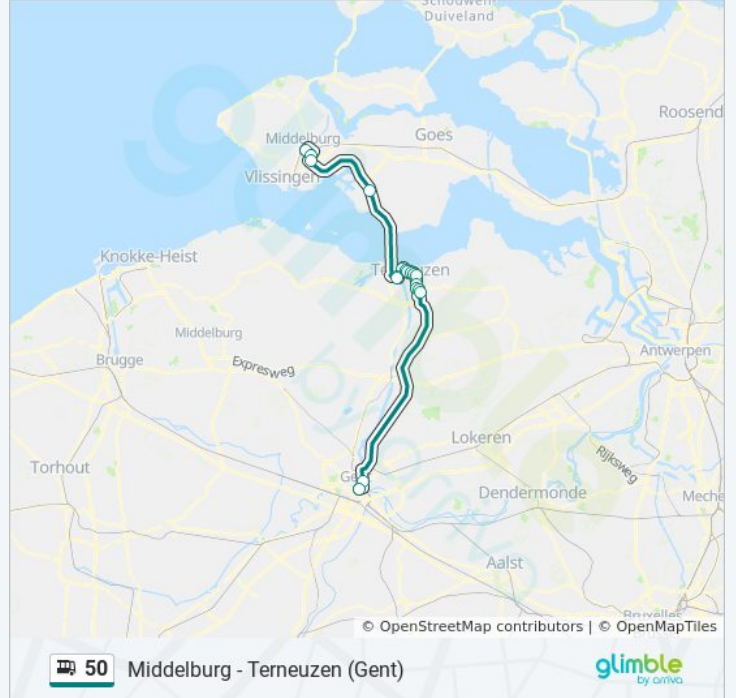 Schouwen
Duiveland
Middelburg
Goes
Roosend
Vlissingen
Knokke-Heist
Middelburg
Brugge
Expresweg
Antwerpen
Lokeren
Torhout
Rijksweg
Dendermonde
Meche
Aalst
Bruxelles
© OpenStreetMap contributors | © OpenMapTiles
50 Middelburg - Terneuzen (Gent)
glimble
by arriva